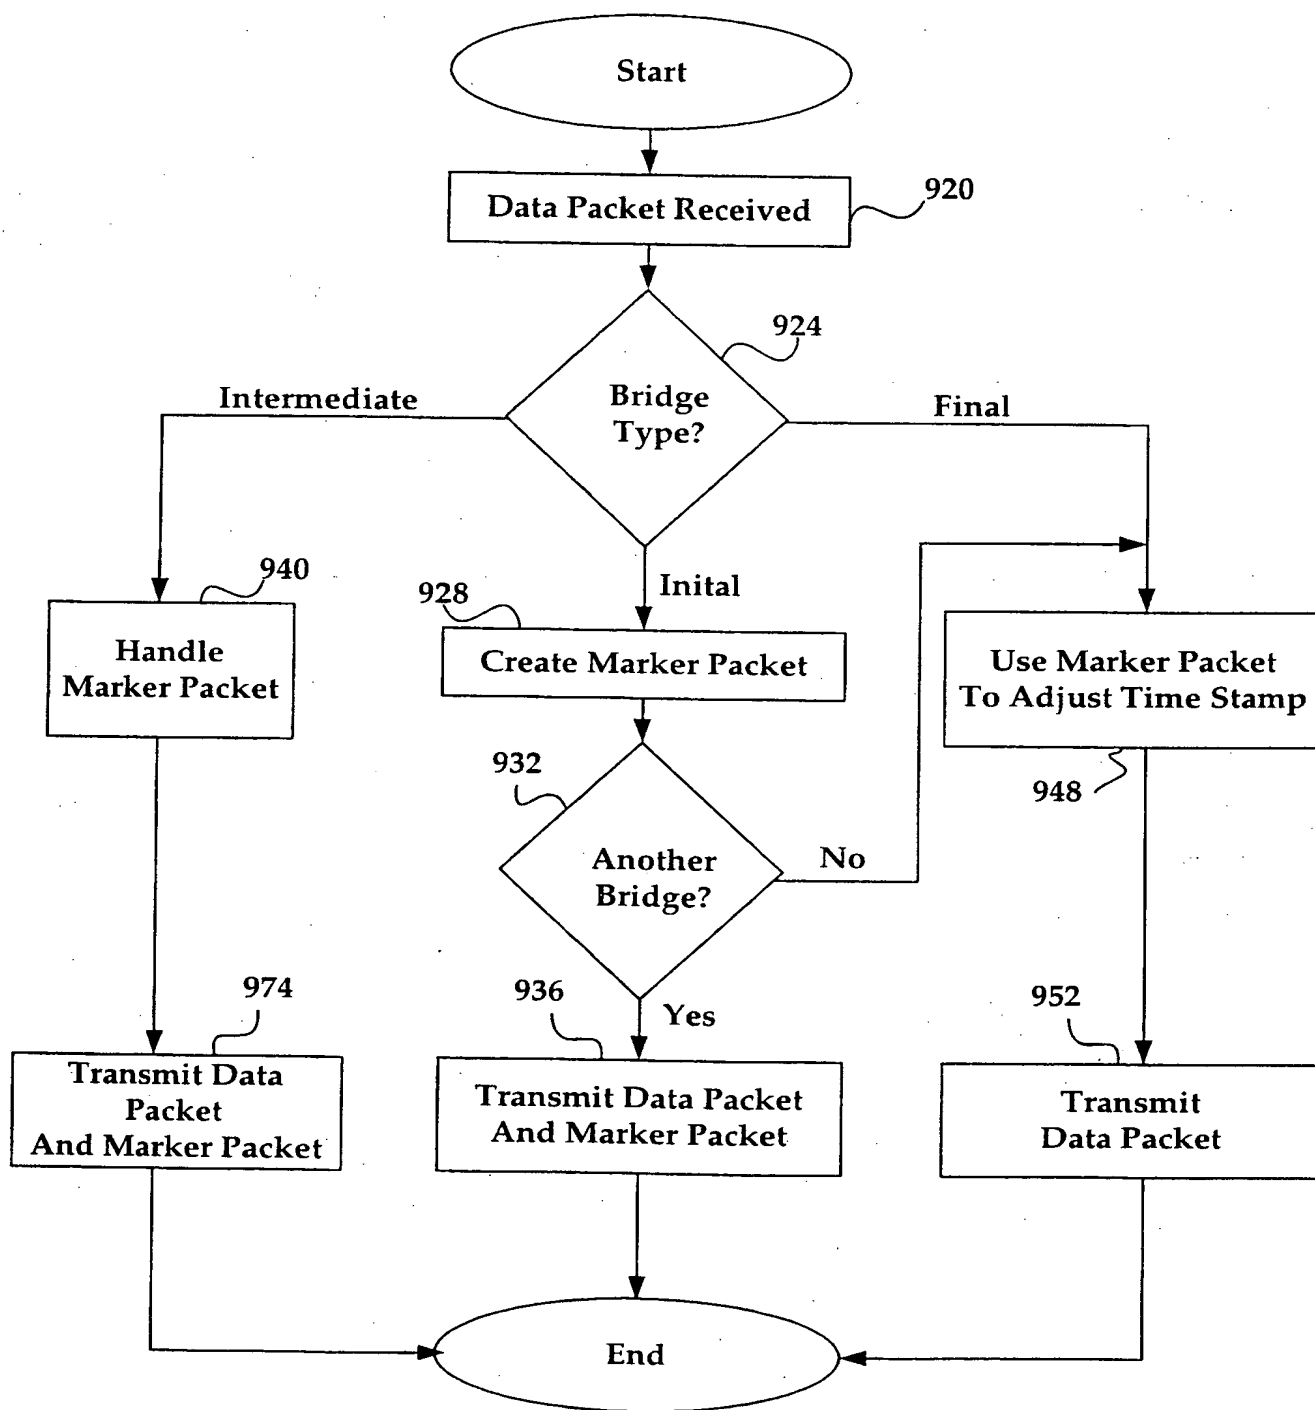 Start
Data Packet Received
920
924
Bridge
Type?
Intermediate
Final
940
928
Inital
Handle
Marker Packet
Create Marker Packet
Use Marker Packet
To Adjust Time Stamp
932
948
Another
Bridge?
No
974
936
Yes
952
Transmit Data
Packet
And Marker Packet
Transmit Data Packet
And Marker Packet
Transmit
Data Packet
End